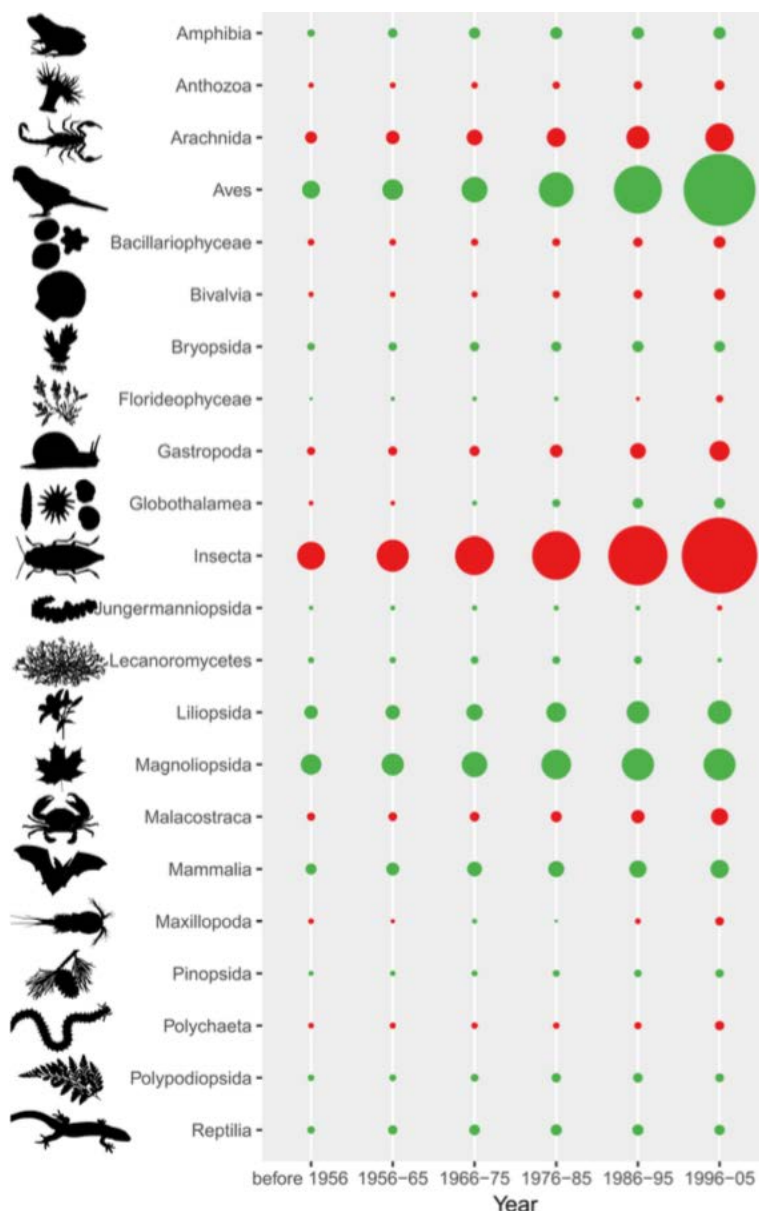 Amphibia
Anthozoa
Arachnida
Aves
Bacillariophyceae
Bivalvia
Bryopsida
Florideophyceae
Gastropoda
Globothalamea
Insecta
Jungermanniopsida
Lecanoromycetes
Liliopsida
Magnoliopsida
Malacostraca
Mammalia
Maxillopoda
Pinopsida
Polychaeta
Polypodiopsida
Reptilia
before 1956 1956−65 1966−75 1976−85 1986−95 1996−05
Year